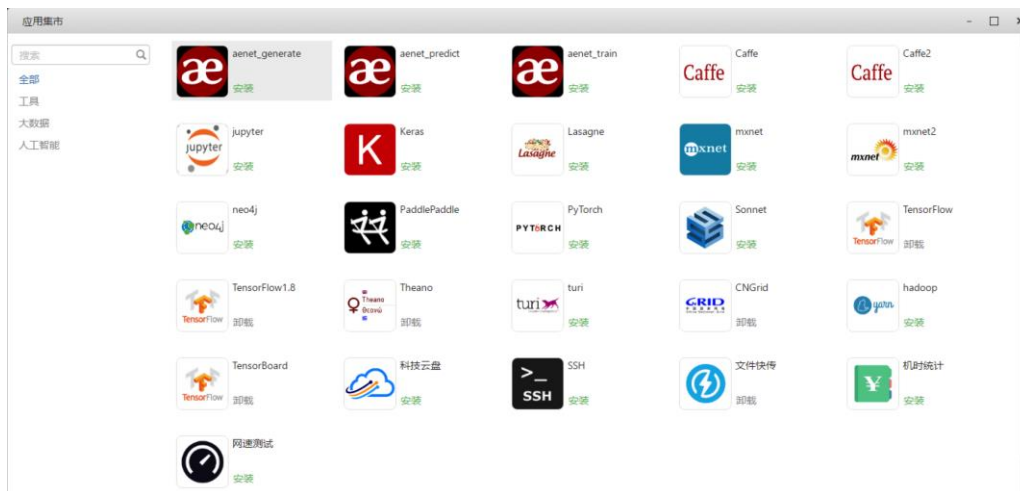 应用集市
搜索
全部
工具
大数据
人工智能
æ
aenet_generate
安装
æ
aenet_predict
安装
æ
aenet_train
安装
Caffe
Caffe
安装
Caffe
Caffe2
安装
jupyter
jupyter
安装
K
Keras
安装
Lasagne
Lasagne
安装
mxnet
mxnet
安装
mxnet
mxnet2
安装
neo4j
neo4j
安装
PaddlePaddle
安装
PYTORCH
PyTorch
安装
Sonnet
安装
TensorFlow
TensorFlow
卸载
TensorFlow
TensorFlow1.8
卸载
Theano
Theano
卸载
turi
turi
安装
GRID
CNGrid
卸载
yarn
hadoop
安装
TensorFlow
TensorBoard
卸载
科技云盘
安装
>_
SSH
SSH
安装
文件快传
卸载
¥
机时统计
安装
网速测试
安装